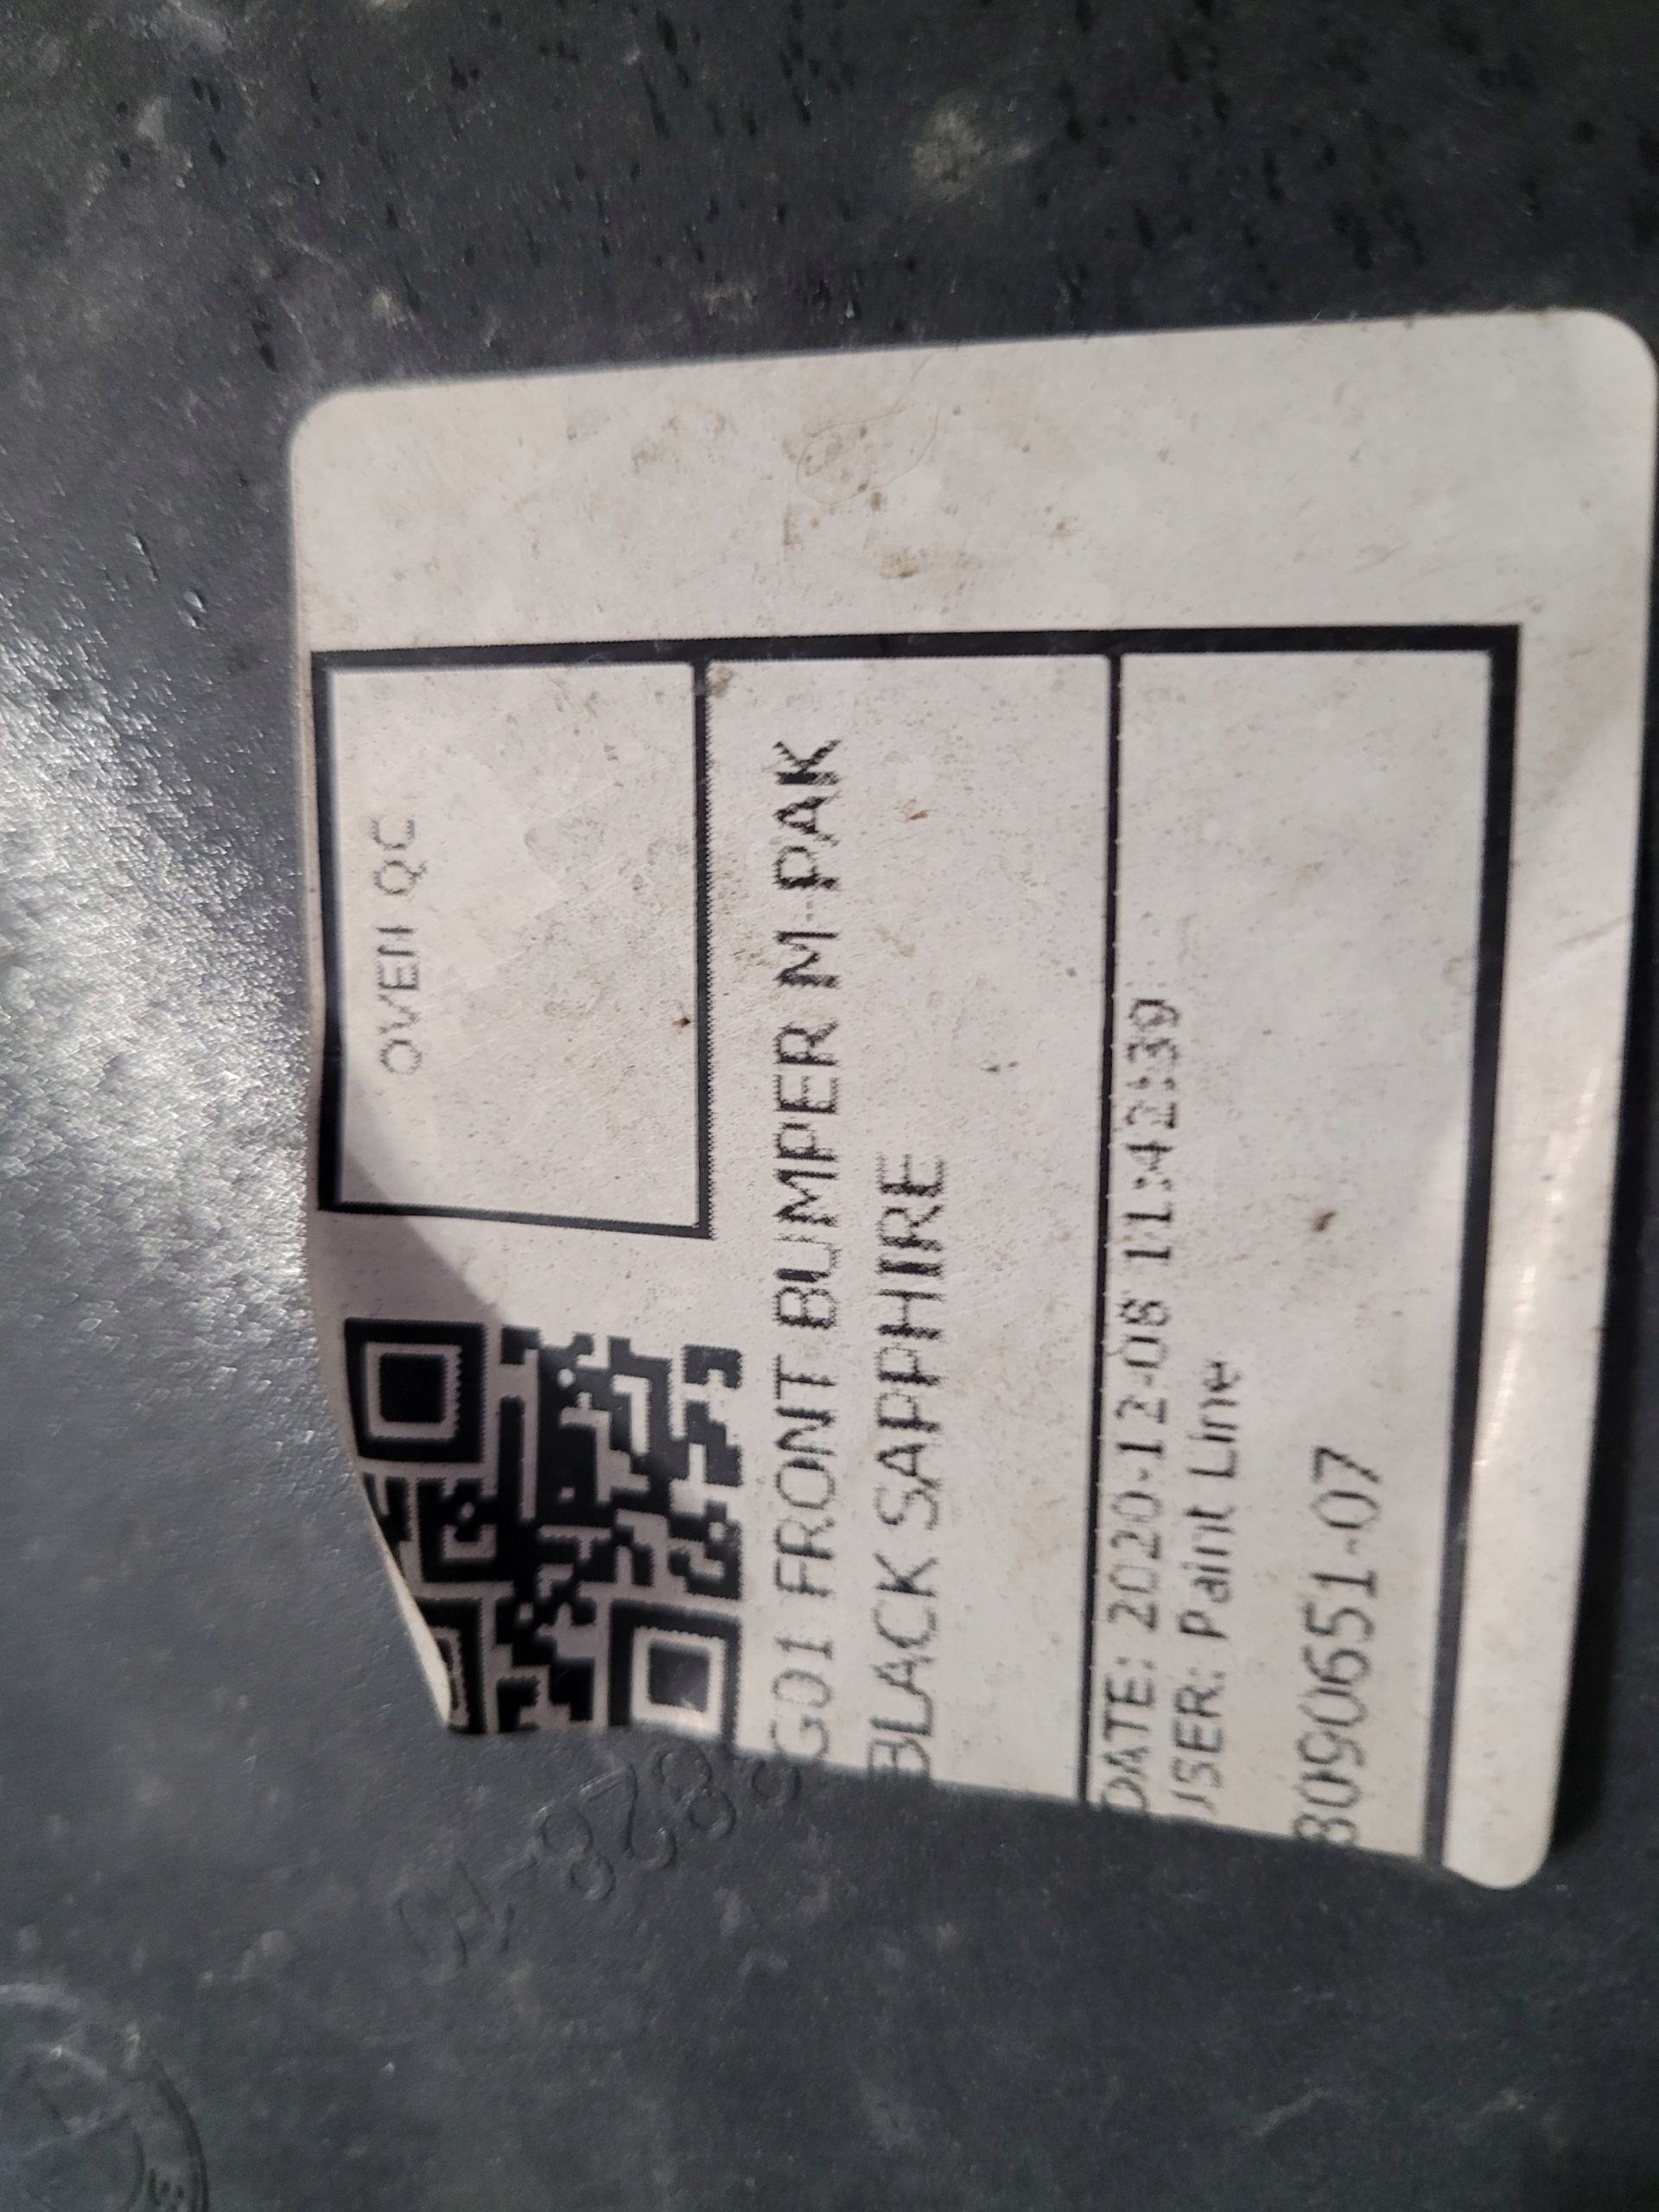 OVEN QC
G01 FRONT BUMPER M-PAK
BLACK SAPPHIRE
DATE: 2020-12-08 11:42:39
USER: Paint Line
8090651-07